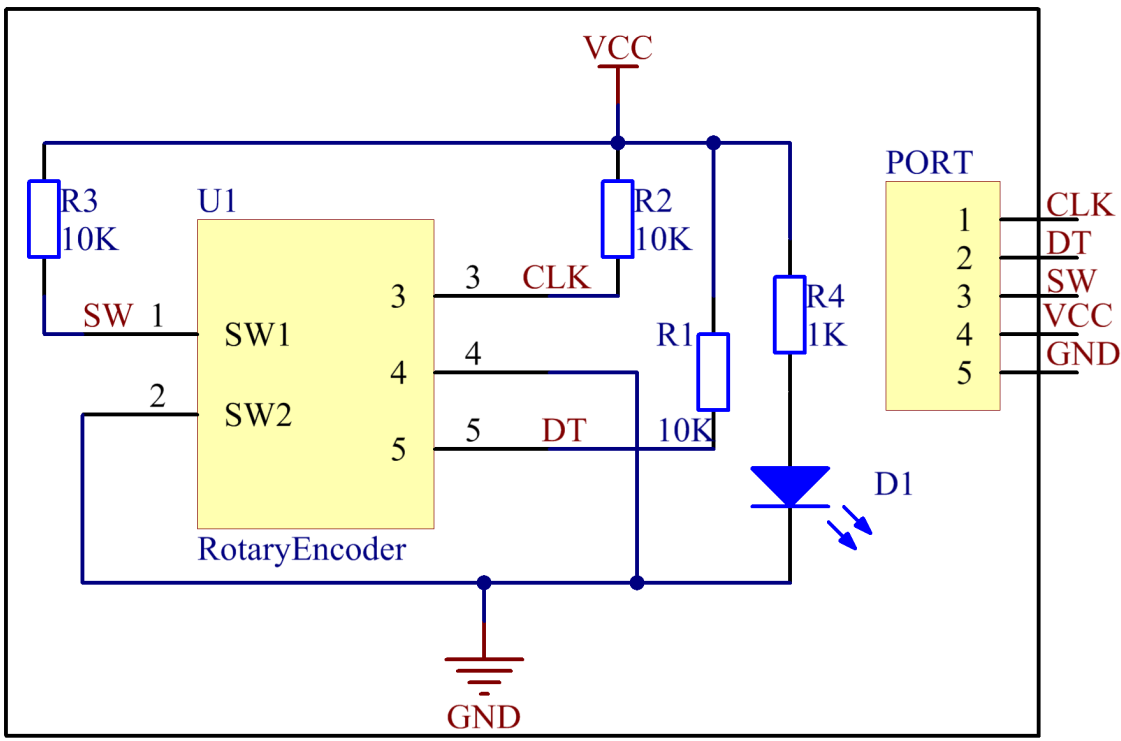 VCC
PORT
R3
10K
U1
R2
10K
1
CLK
2
DT
3
SW
4
VCC
5
GND
3
3
CLK
SW
1
SW1
R4
1K
R1
10K
4
4
2
SW2
5
5
DT
D1
RotaryEncoder
GND